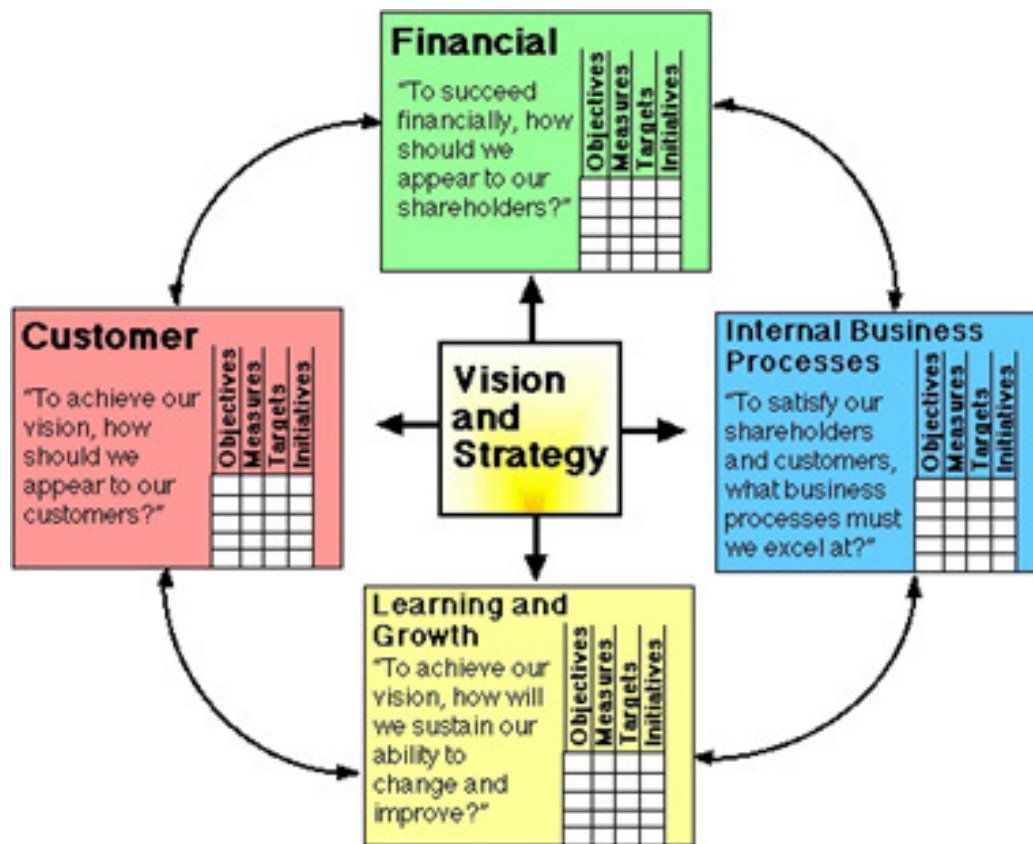 Financial
“To succeed
financially, how
should we
appear to our
shareholders?”
Objectives
Measures
Targets
Initiatives
Customer
“To achieve our
vision, how
should we
appear to our
customers?”
Objectives
Measures
Targets
Initiatives
Vision
and
Strategy
Internal Business
Processes
“To satisfy our
shareholders
and customers,
what business
processes must
we excel at?”
Objectives
Measures
Targets
Initiatives
Learning and
Growth
“To achieve our
vision, how will
we sustain our
ability to
change and
improve?”
Objectives
Measures
Targets
Initiatives